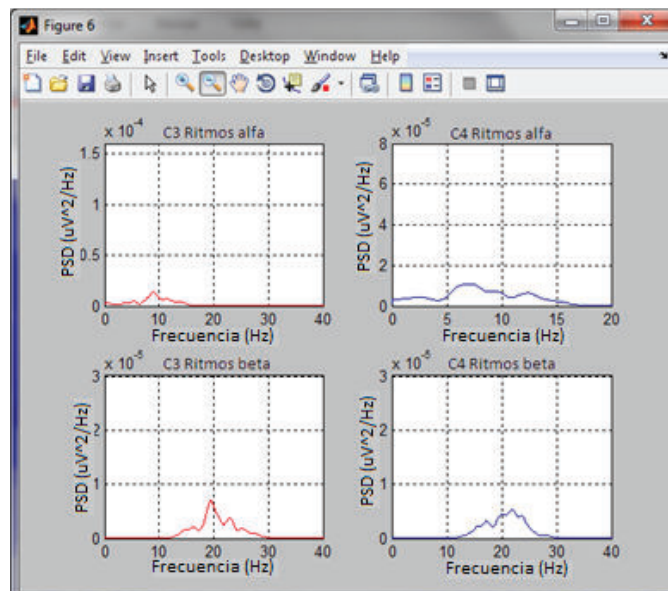 Figure 6
File Edit View Insert Tools Desktop Window Help
x 10^-4 C3 Ritmos alfa
PSD (uV^2/Hz)
1.5
1
0.5
0
0 10 20 30 40
Frecuencia (Hz)
x 10^-5 C4 Ritmos alfa
PSD (uV^2/Hz)
8
6
4
2
0
0 5 10 15 20
Frecuencia (Hz)
x 10^-5 C3 Ritmos beta
PSD (uV^2/Hz)
3
2
1
0
0 10 20 30 40
Frecuencia (Hz)
x 10^-5 C4 Ritmos beta
PSD (uV^2/Hz)
3
2
1
0
0 10 20 30 40
Frecuencia (Hz)